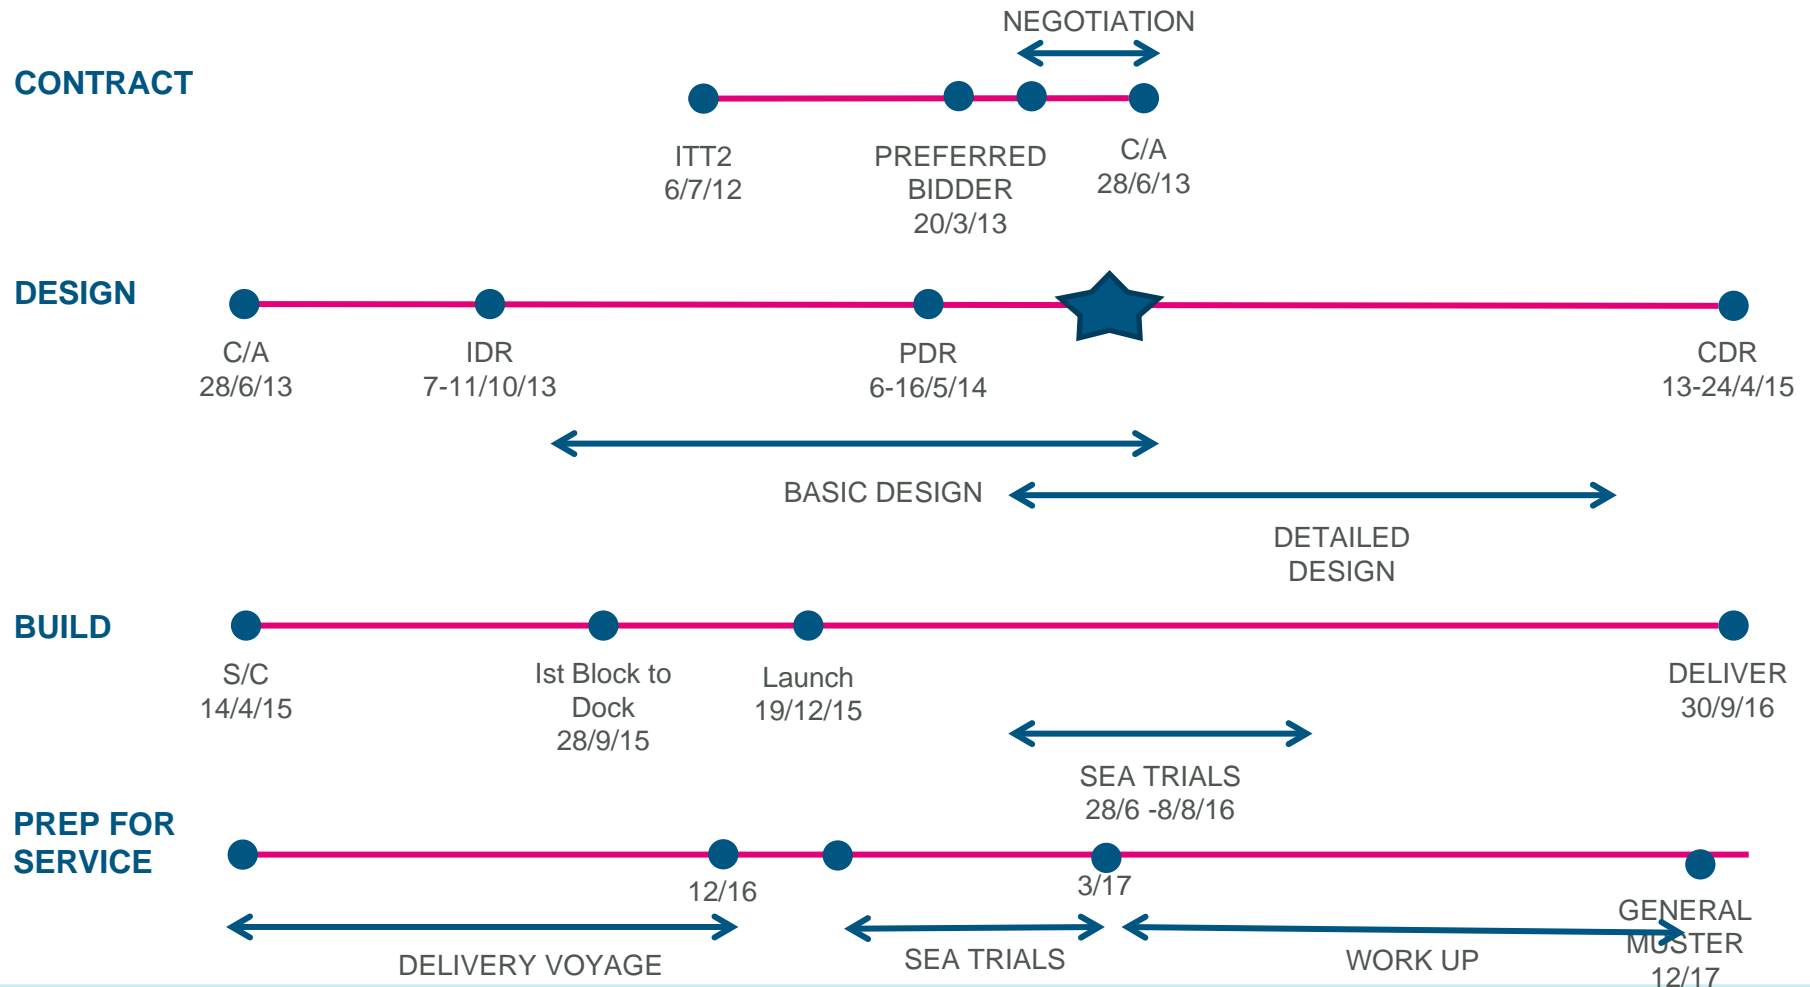 NEGOTIATION
CONTRACT
ITT2
6/7/12
PREFERRED
BIDDER
20/3/13
C/A
28/6/13
DESIGN
C/A
28/6/13
IDR
7-11/10/13
PDR
6-16/5/14
CDR
13-24/4/15
BASIC DESIGN
DETAILED
DESIGN
BUILD
S/C
14/4/15
Ist Block to
Dock
28/9/15
Launch
19/12/15
DELIVER
30/9/16
SEA TRIALS
28/6 -8/8/16
PREP FOR
SERVICE
12/16
3/17
GENERAL
MUSTER
12/17
DELIVERY VOYAGE
SEA TRIALS
WORK UP